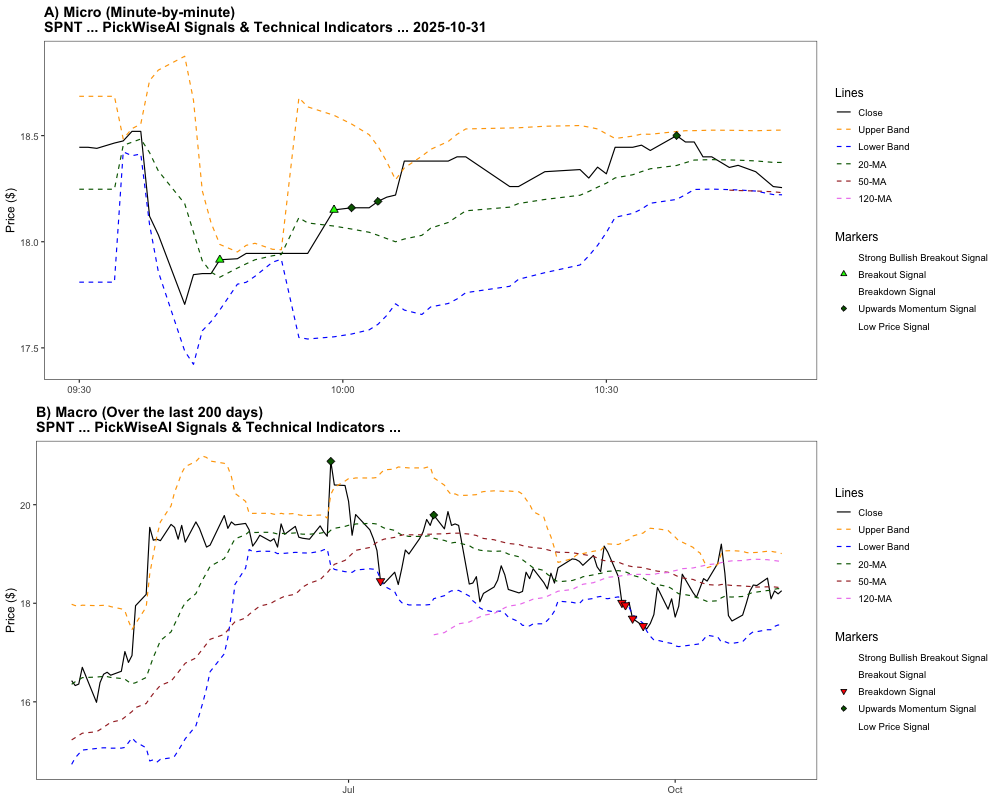 A) Micro (Minute-by-minute)
SPNT ... PickWiseAI Signals & Technical Indicators ... 2025-10-31
Price ($)
18.5
18.0
17.5
09:30
10:00
10:30
Lines
Close
Upper Band
Lower Band
20-MA
50-MA
120-MA
Markers
Strong Bullish Breakout Signal
Breakout Signal
Breakdown Signal
Upwards Momentum Signal
Low Price Signal
B) Macro (Over the last 200 days)
SPNT ... PickWiseAI Signals & Technical Indicators ...
Price ($)
20
18
16
Jul
Oct
Lines
Close
Upper Band
Lower Band
20-MA
50-MA
120-MA
Markers
Strong Bullish Breakout Signal
Breakout Signal
Breakdown Signal
Upwards Momentum Signal
Low Price Signal